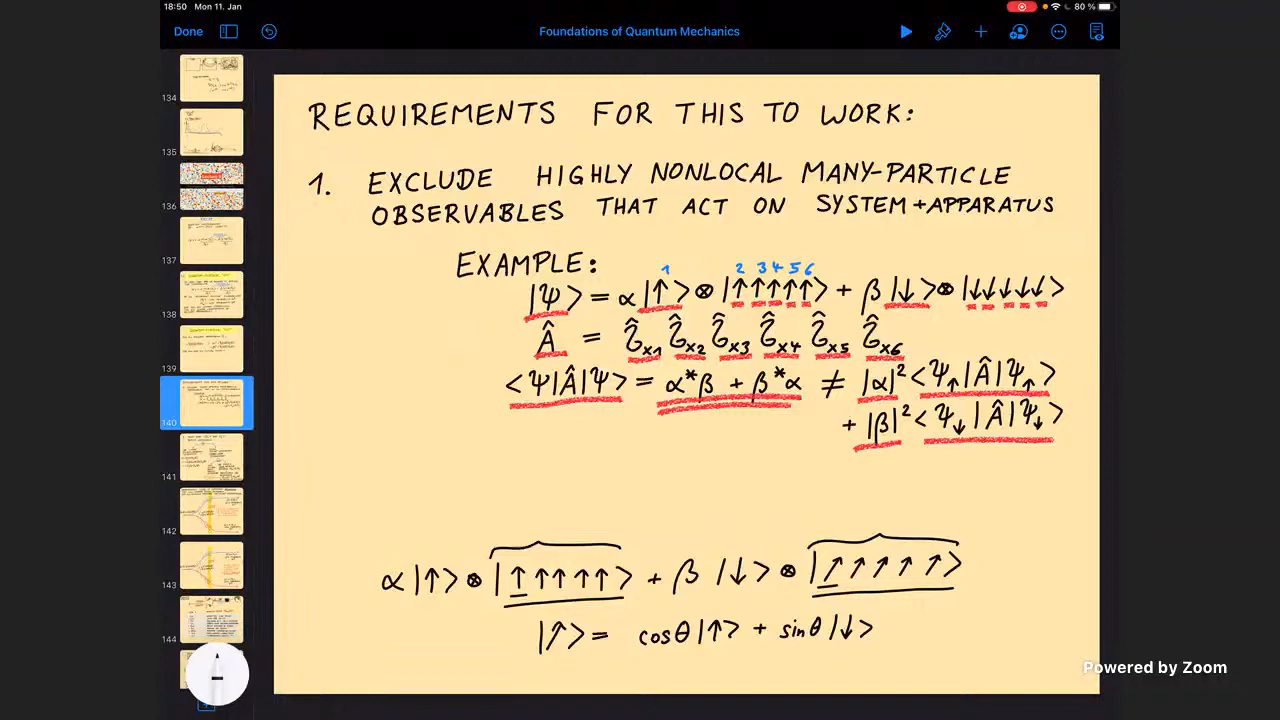 18:50 Mon 11. Jan
80 %
Done
Foundations of Quantum Mechanics
134
135
136
137
138
139
140
141
142
143
144
REQUIREMENTS FOR THIS TO WORK:
1. EXCLUDE HIGHLY NONLOCAL MANY-PARTICLE
OBSERVABLES THAT ACT ON SYSTEM+APPARATUS
EXAMPLE:
1 2 3 4 5 6
|Ψ> = α|↑> ⊗ |↑↑↑↑↑> + β|↓> ⊗ |↓↓↓↓↓>
Â = σ̂x1 σ̂x2 σ̂x3 σ̂x4 σ̂x5 σ̂x6
<Ψ|Â|Ψ> = α*β + β*α ≠ |α|²<Ψ↑|Â|Ψ↑>
+ |β|²<Ψ↓|Â|Ψ↓>
α|↑> ⊗ |↑↑↑↑↑> + β|↓> ⊗ |↗↗↗↗↗>
|↗> = cosθ|↑> + sinθ|↓>
Powered by Zoom